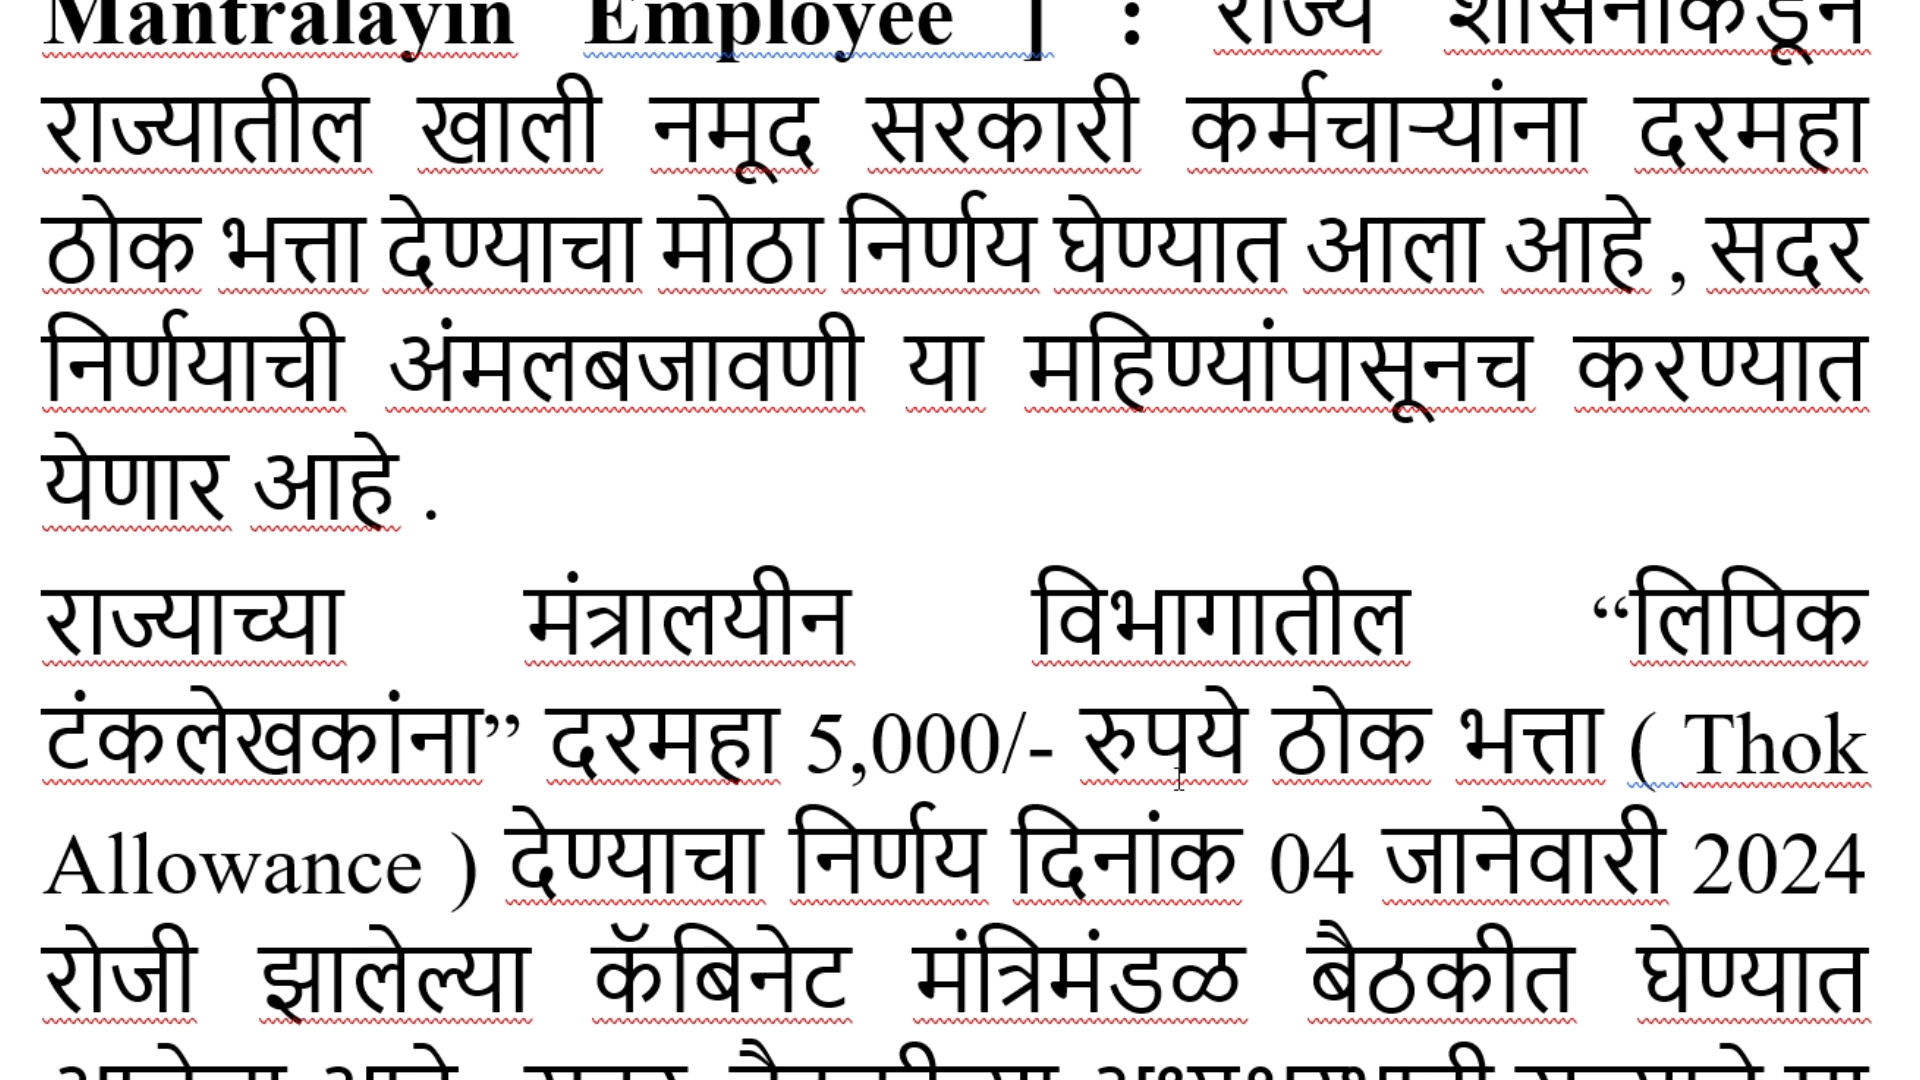 Mantralayin Employee ] : राज्य शासनाकडून
राज्यातील खाली नमूद सरकारी कर्मचाऱ्यांना दरमहा
ठोक भत्ता देण्याचा मोठा निर्णय घेण्यात आला आहे , सदर
निर्णयाची अंमलबजावणी या महिण्यांपासूनच करण्यात
येणार आहे .
राज्याच्या मंत्रालयीन विभागातील “लिपिक
टंकलेखकांना” दरमहा 5,000/- रुपये ठोक भत्ता ( Thok
Allowance ) देण्याचा निर्णय दिनांक 04 जानेवारी 2024
रोजी झालेल्या कॅबिनेट मंत्रिमंडळ बैठकीत घेण्यात